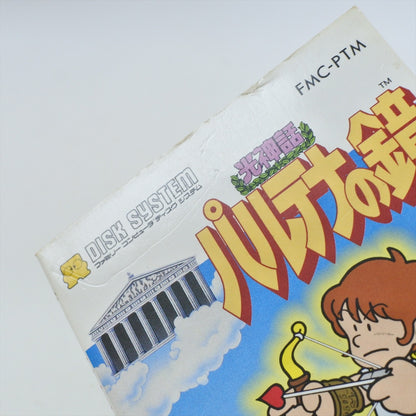 FMC-PTM
DISK SYSTEM
ファミリー コンピュータ ディスク システム
光神話
パルテナの鏡
TM